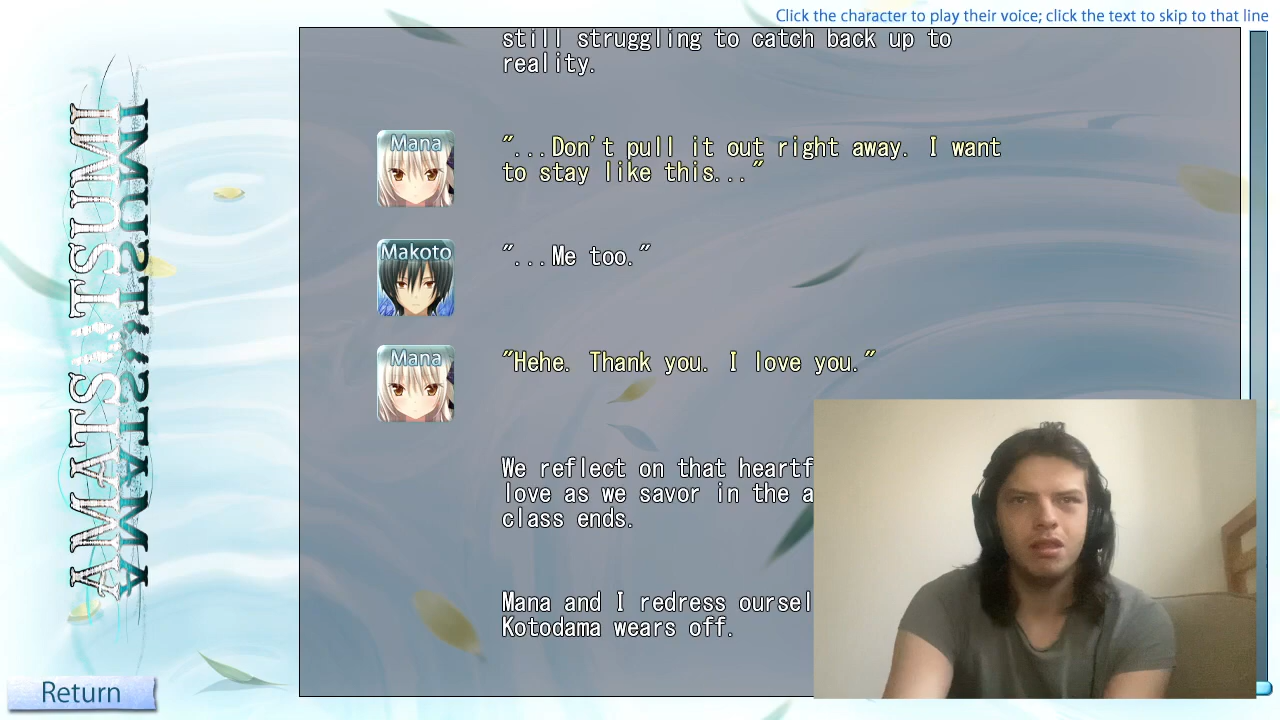 Click the character to play their voice; click the text to skip to that line
still struggling to catch back up to
reality.
Mana
"...Don't pull it out right away. I want
to stay like this..."
Makoto
"...Me too."
Mana
"Hehe. Thank you. I love you."
We reflect on that heartf
love as we savor in the a
class ends.
Mana and I redress oursel
Kotodama wears off.
AMATSUTSUMI
Return